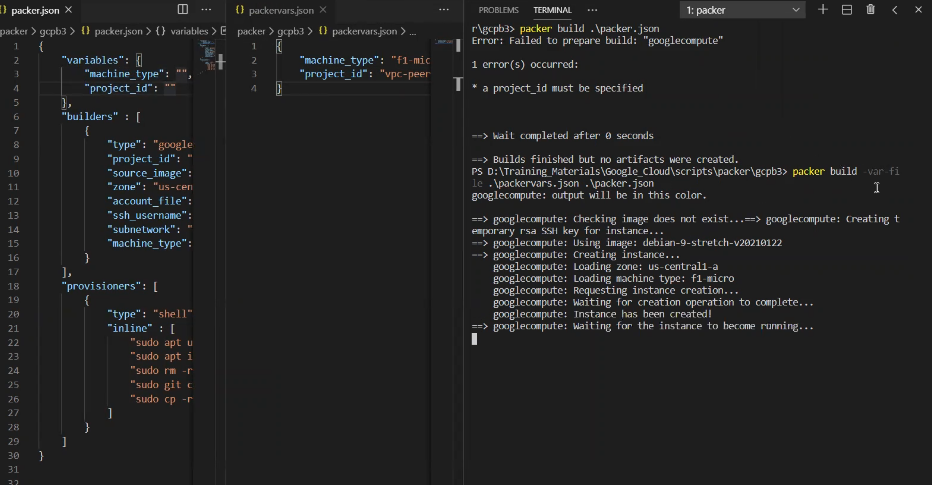 packer.json
packer > gcpb3 > packer.json > {} variables >
1 {
2 "variables": {
3 "machine_type": "",
4 "project_id": ""
5 },
6 "builders" : [
7 {
8 "type": "google
9 "project_id": "
10 "source_image":
11 "zone": "us-cen
12 "account_file":
13 "ssh_username":
14 "subnetwork": "
15 "machine_type":
16 }
17 ],
18 "provisioners": [
19 {
20 "type": "shell"
21 "inline" : [
22 "sudo apt u
23 "sudo apt i
24 "sudo rm -r
25 "sudo git c
26 "sudo cp -r
27 ]
28 }
29 ]
30 }
31
32
packervars.json
packer > gcpb3 > packervars.json > ...
1 {
2 "machine_type": "f1-mic
3 "project_id": "vpc-peer
4 }
PROBLEMS TERMINAL ... 1: packer
r\gcpb3> packer build .\packer.json
Error: Failed to prepare build: "googlecompute"
1 error(s) occurred:
* a project_id must be specified
==> Wait completed after 0 seconds
==> Builds finished but no artifacts were created.
PS D:\Training_Materials\Google_Cloud\scripts\packer\gcpb3> packer build -var-fi
le .\packervars.json .\packer.json
googlecompute: output will be in this color.
==> googlecompute: Checking image does not exist...==> googlecompute: Creating t
emporary rsa SSH key for instance...
==> googlecompute: Using image: debian-9-stretch-v20210122
==> googlecompute: Creating instance...
googlecompute: Loading zone: us-central1-a
googlecompute: Loading machine type: f1-micro
googlecompute: Requesting instance creation...
googlecompute: Waiting for creation operation to complete...
googlecompute: Instance has been created!
==> googlecompute: Waiting for the instance to become running...